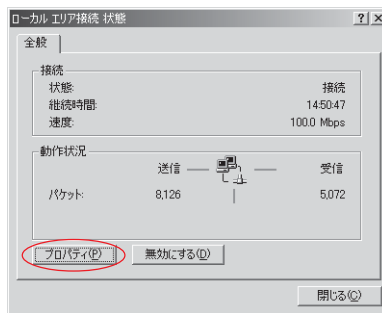 ローカル エリア接続 状態
全般
接続
状態: 接続
継続時間: 14:50:47
速度: 100.0 Mbps
動作状況
送信 受信
パケット: 8,126 5,072
プロパティ(P) 無効にする(D)
閉じる(C)